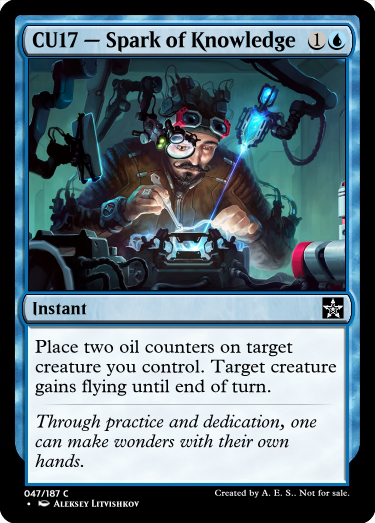 CU17 — Spark of Knowledge 1
Instant
Place two oil counters on target
creature you control. Target creature
gains flying until end of turn.
Through practice and dedication, one
can make wonders with their own
hands.
047/187 C
• Aleksey Litvishkov
Created by A. E. S.. Not for sale.